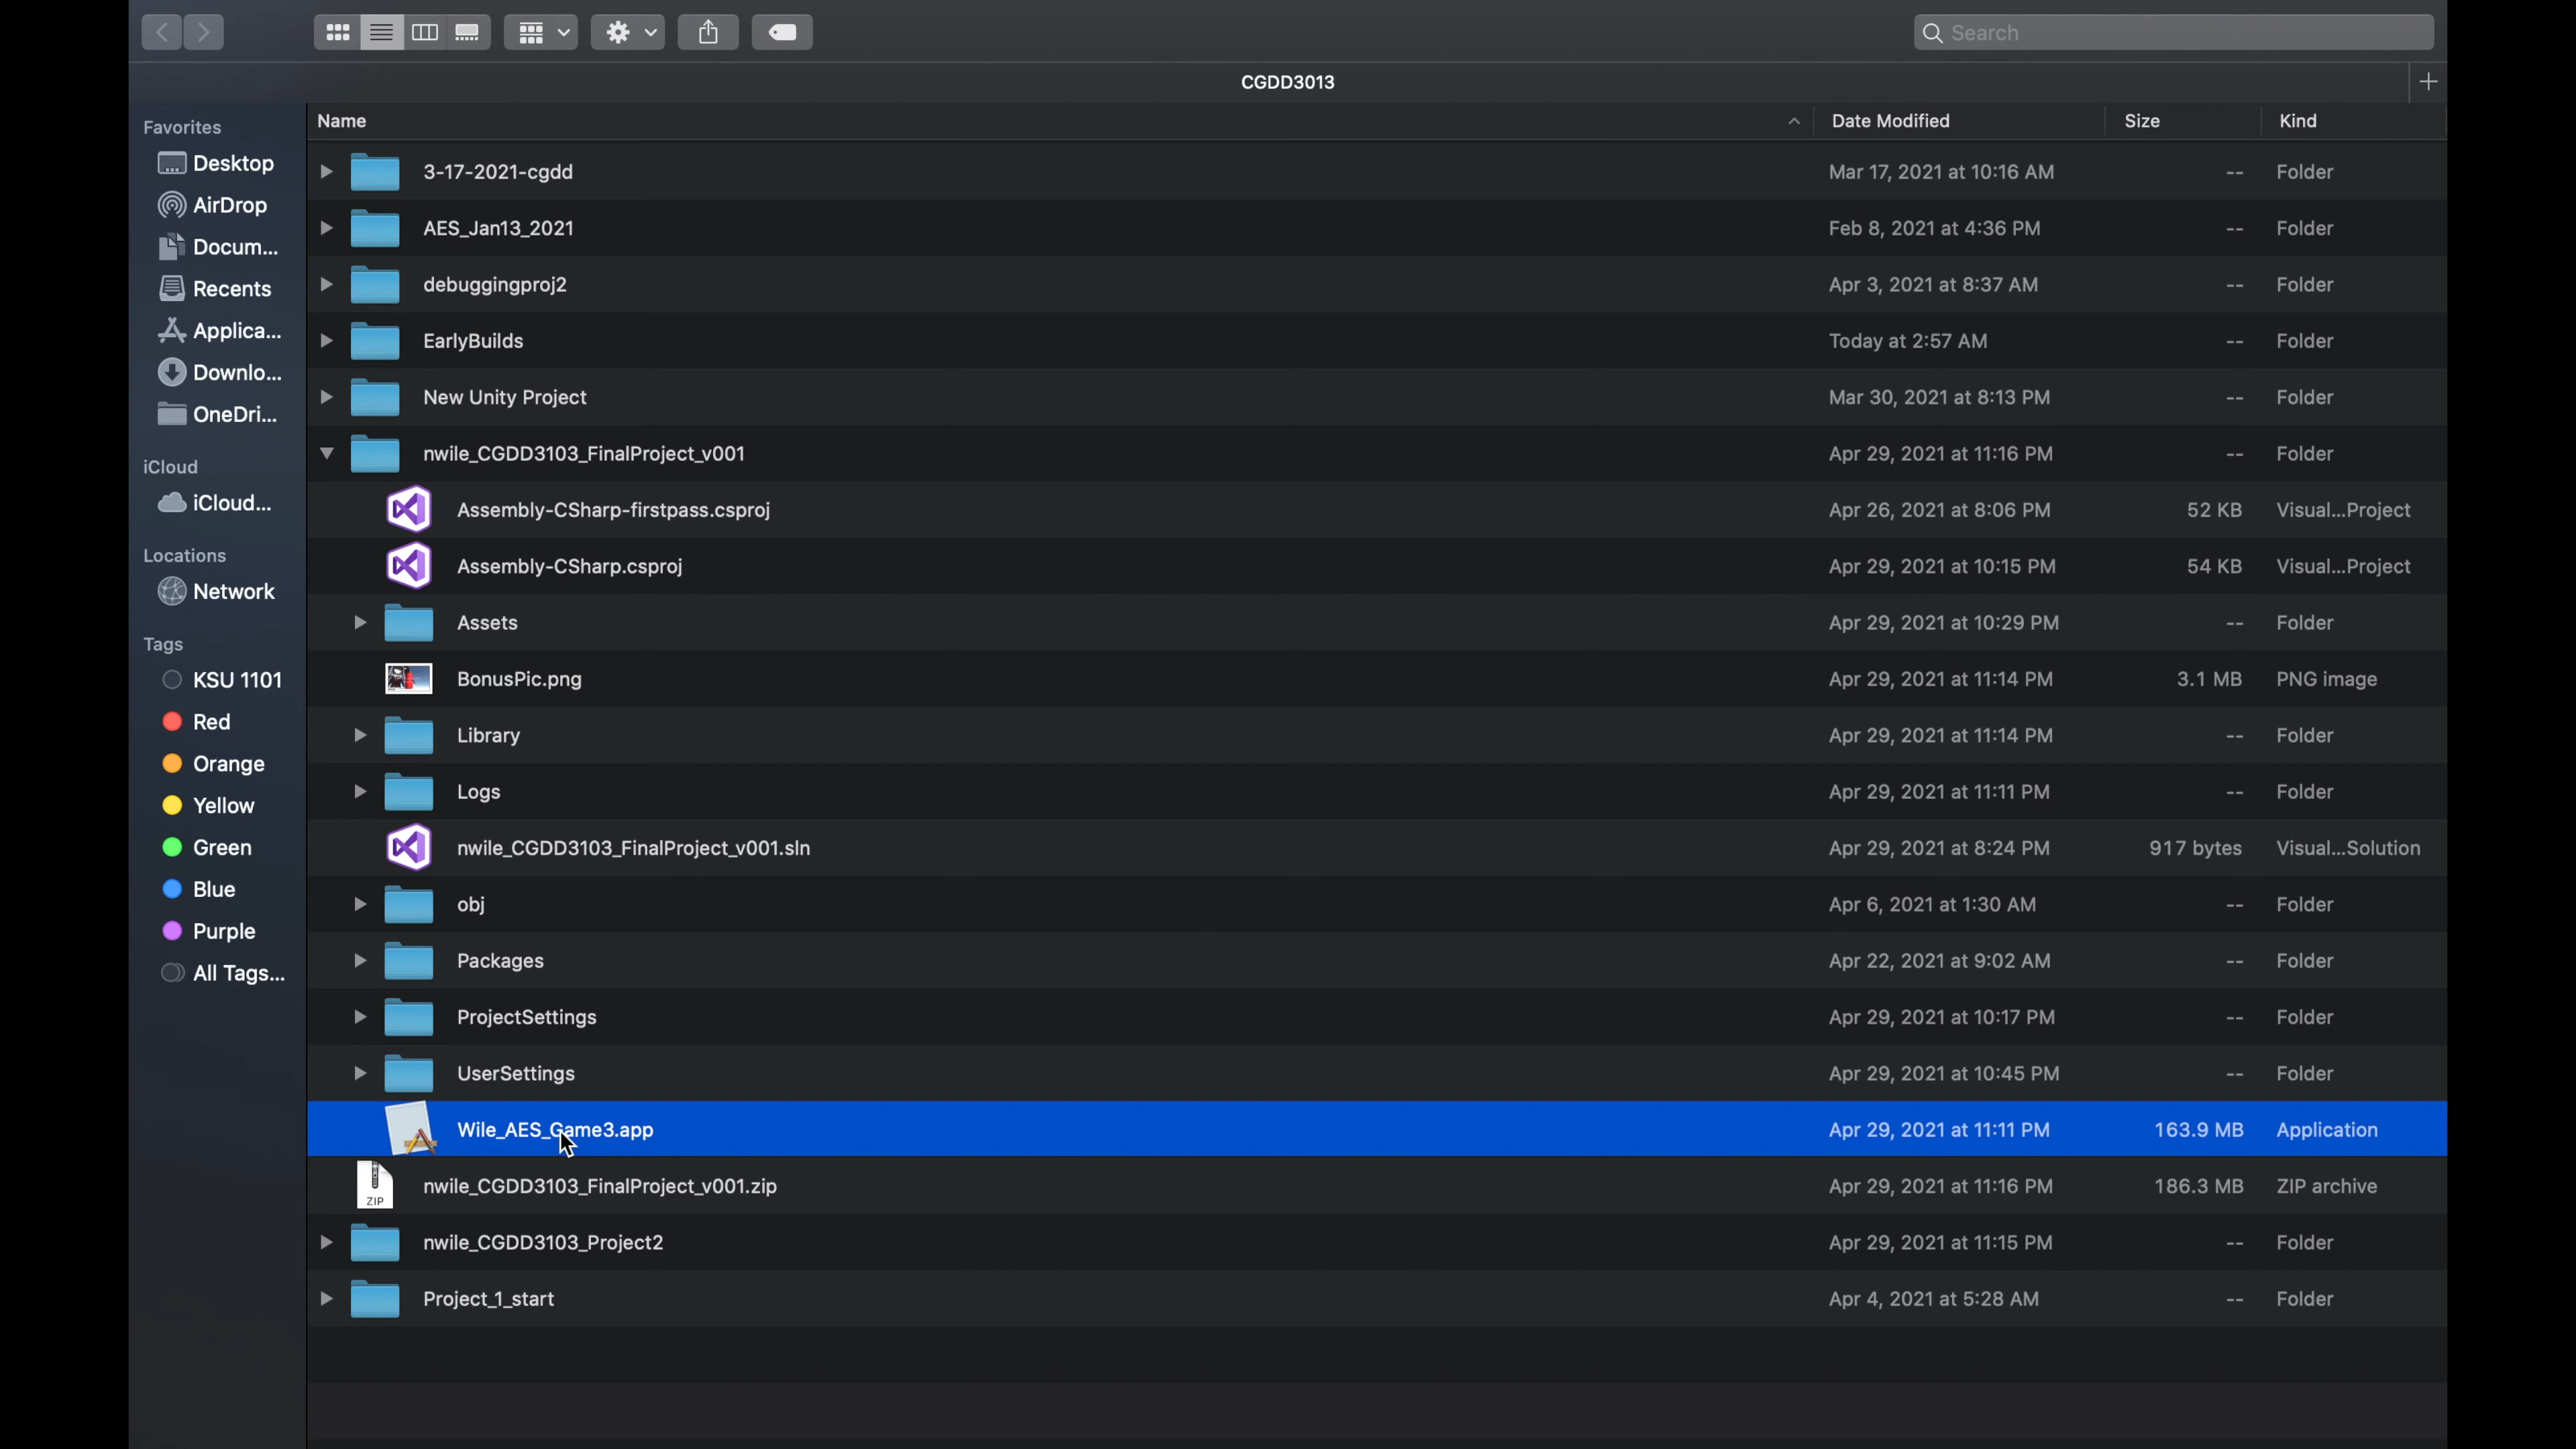 Search
CGDD3013
Name Date Modified Size Kind
Favorites
Desktop
AirDrop
Docum...
Recents
Applica...
Downlo...
OneDri...
iCloud
iCloud...
Locations
Network
Tags
KSU 1101
Red
Orange
Yellow
Green
Blue
Purple
All Tags...
3-17-2021-cgdd Mar 17, 2021 at 10:16 AM -- Folder
AES_Jan13_2021 Feb 8, 2021 at 4:36 PM -- Folder
debuggingproj2 Apr 3, 2021 at 8:37 AM -- Folder
EarlyBuilds Today at 2:57 AM -- Folder
New Unity Project Mar 30, 2021 at 8:13 PM -- Folder
nwile_CGDD3103_FinalProject_v001 Apr 29, 2021 at 11:16 PM -- Folder
Assembly-CSharp-firstpass.csproj Apr 26, 2021 at 8:06 PM 52 KB Visual...Project
Assembly-CSharp.csproj Apr 29, 2021 at 10:15 PM 54 KB Visual...Project
Assets Apr 29, 2021 at 10:29 PM -- Folder
BonusPic.png Apr 29, 2021 at 11:14 PM 3.1 MB PNG image
Library Apr 29, 2021 at 11:14 PM -- Folder
Logs Apr 29, 2021 at 11:11 PM -- Folder
nwile_CGDD3103_FinalProject_v001.sln Apr 29, 2021 at 8:24 PM 917 bytes Visual...Solution
obj Apr 6, 2021 at 1:30 AM -- Folder
Packages Apr 22, 2021 at 9:02 AM -- Folder
ProjectSettings Apr 29, 2021 at 10:17 PM -- Folder
UserSettings Apr 29, 2021 at 10:45 PM -- Folder
Wile_AES_Game3.app Apr 29, 2021 at 11:11 PM 163.9 MB Application
ZIP nwile_CGDD3103_FinalProject_v001.zip Apr 29, 2021 at 11:16 PM 186.3 MB ZIP archive
nwile_CGDD3103_Project2 Apr 29, 2021 at 11:15 PM -- Folder
Project_1_start Apr 4, 2021 at 5:28 AM -- Folder